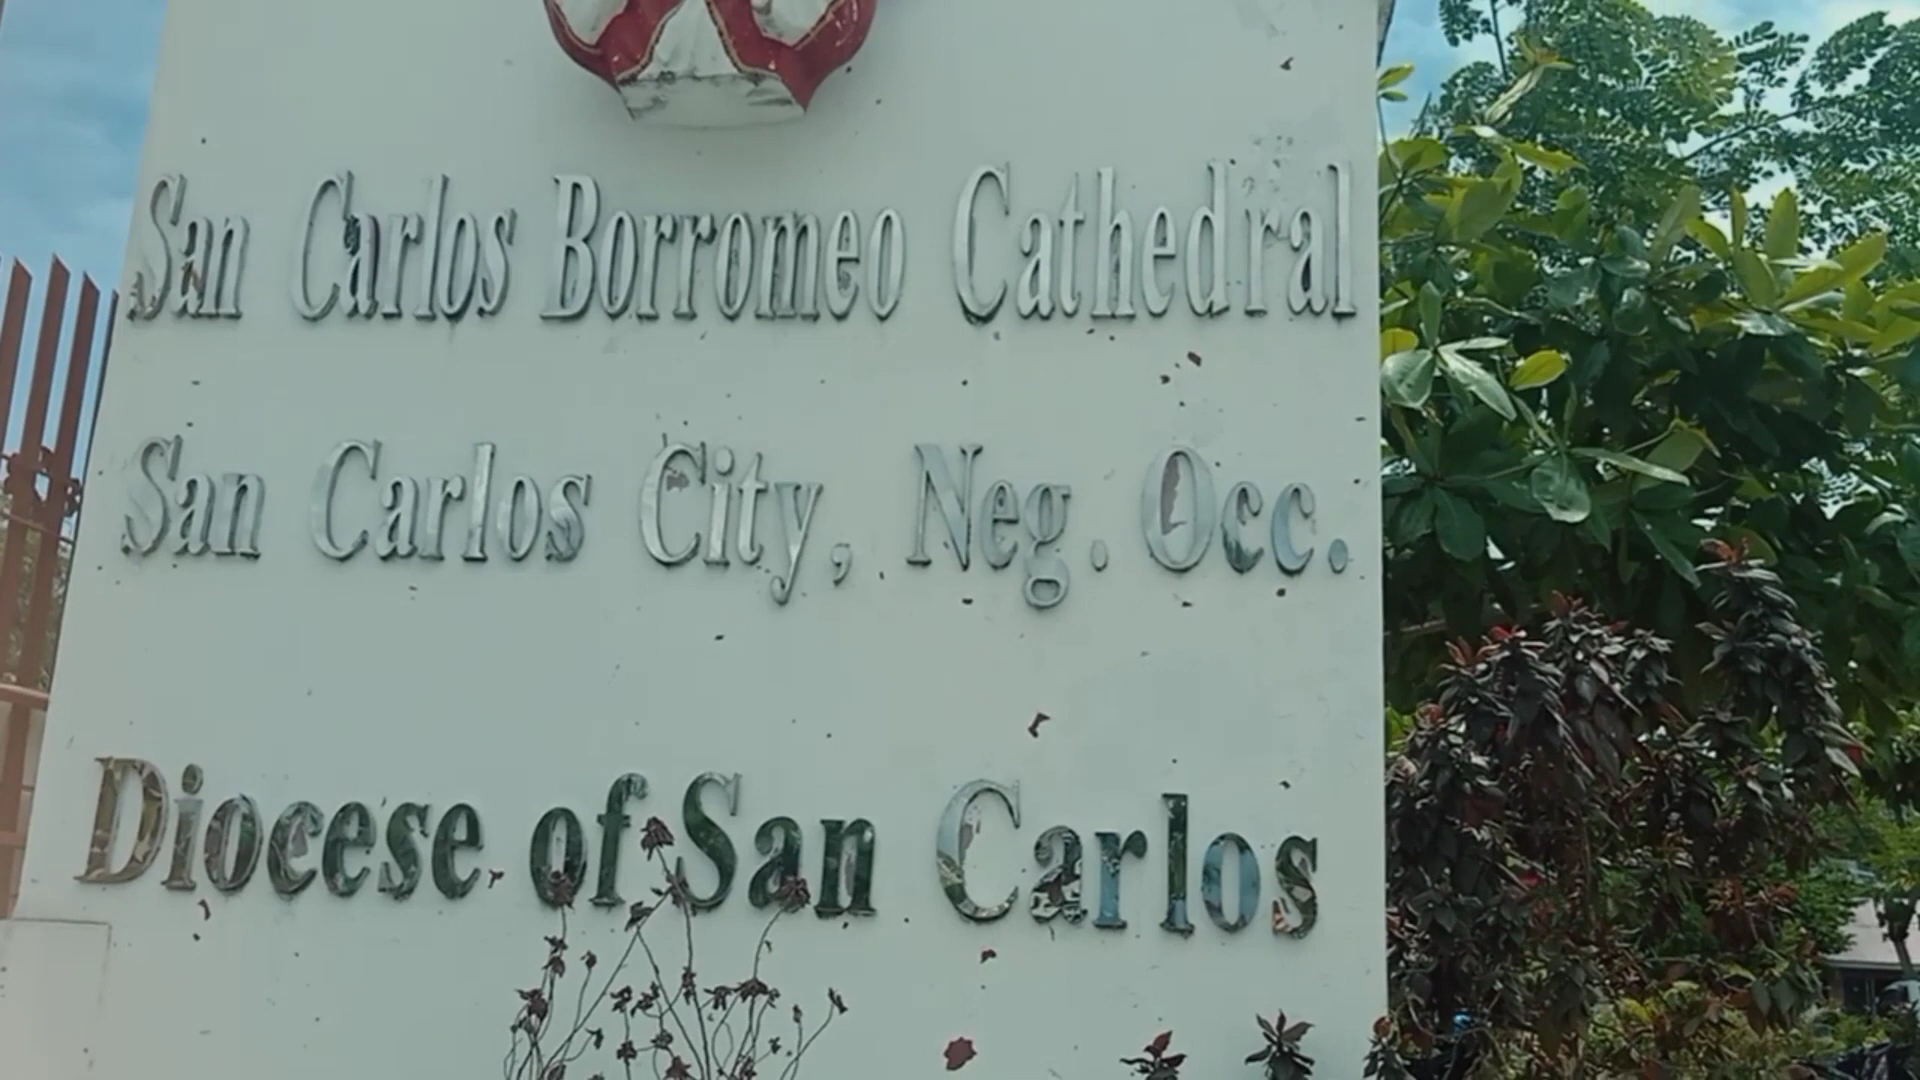 San Carlos Borromeo Cathedral
San Carlos City, Neg. Occ.
Diocese of San Carlos